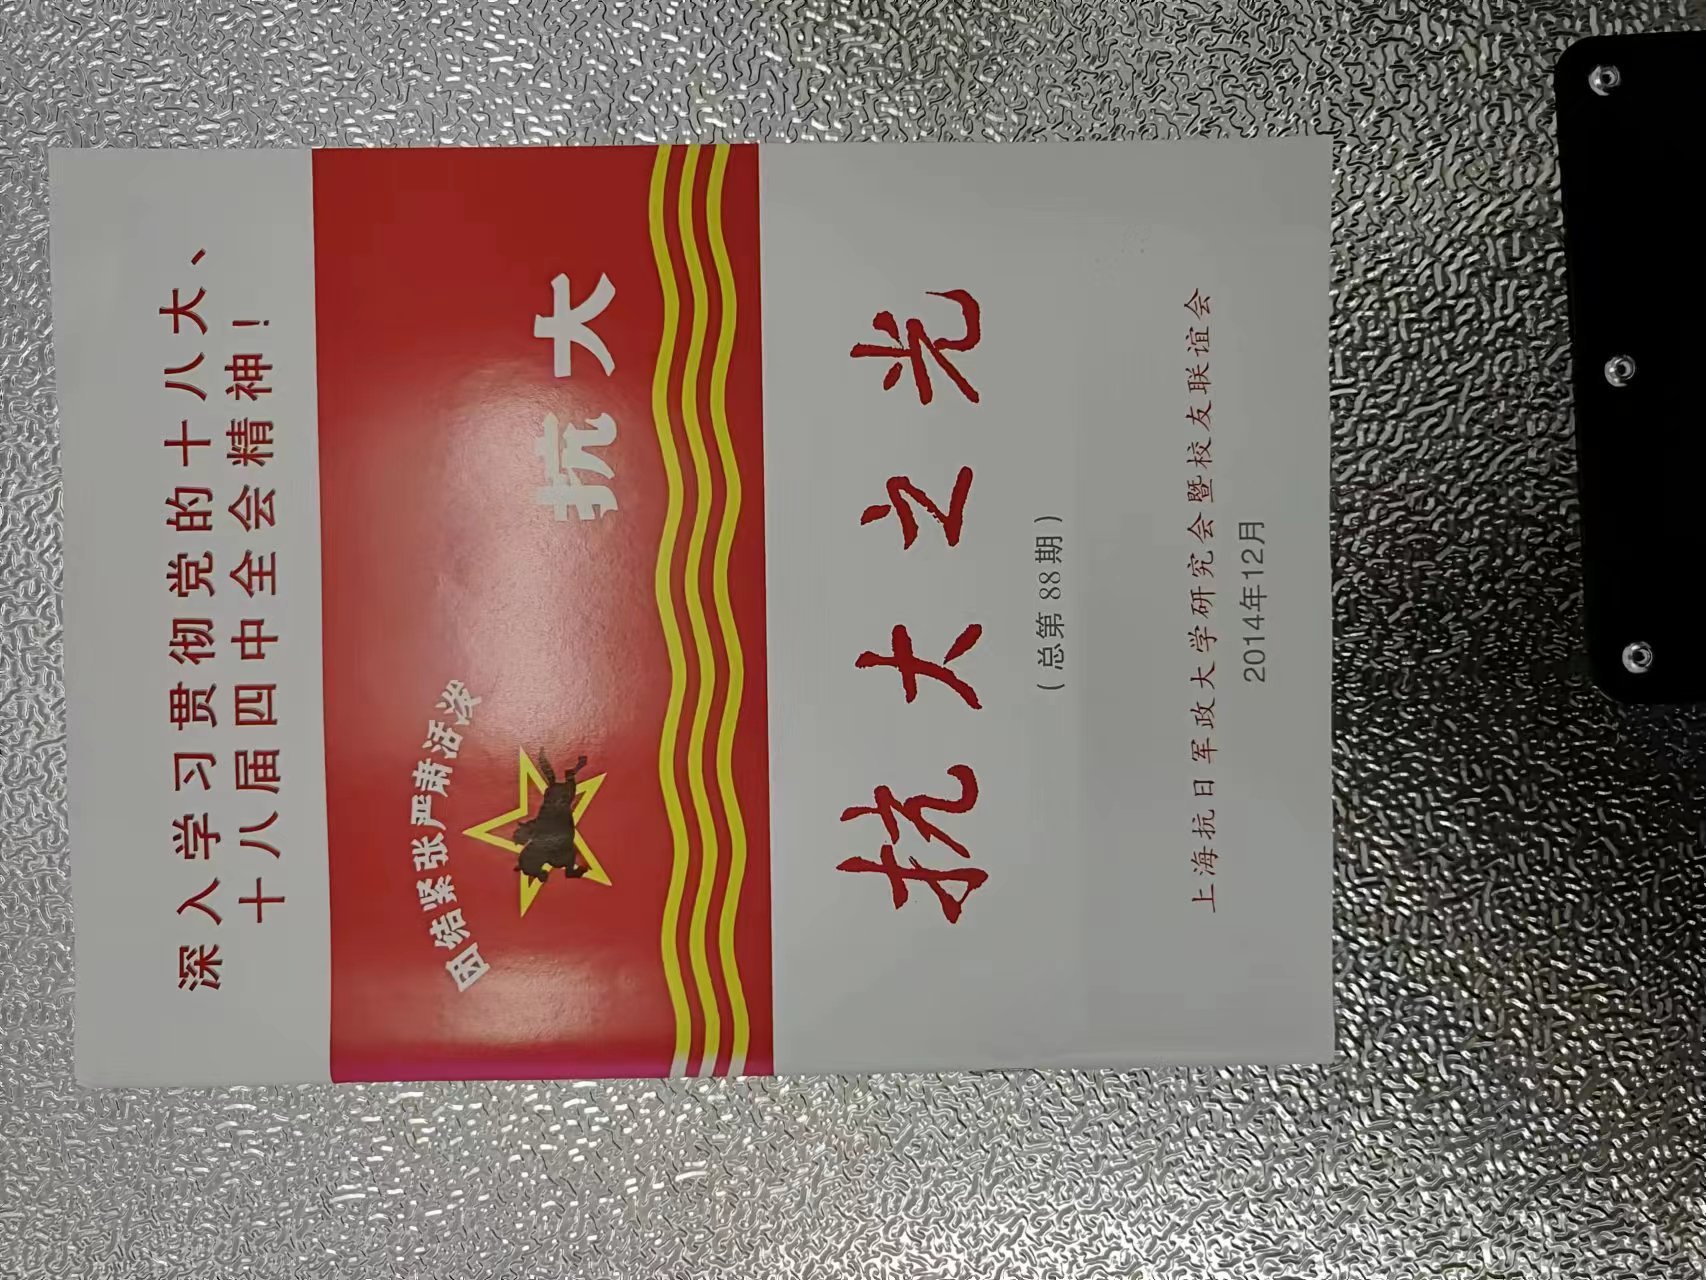 深入学习贯彻党的十八大、
十八届四中全会精神！
团结紧张严肃活泼
抗大
抗大之光
（总第88期）
上海抗日军政大学研究会暨校友联谊会
2014年12月